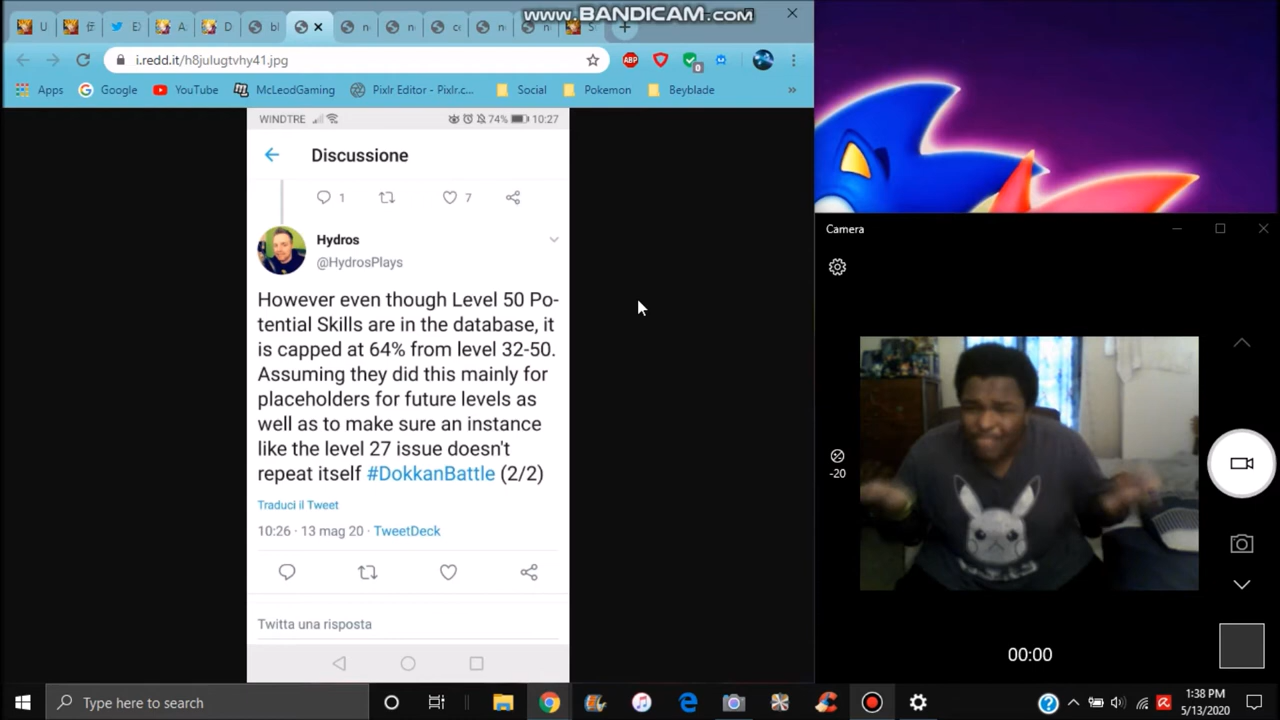 www.BANDICAM.com
U
E
A
D
bl
n
n
co
n
n
S
i.redd.it/h8julugtvhy41.jpg
ABP
0
Apps
Google
YouTube
McLeodGaming
Pixlr Editor - Pixlr.c...
Social
Pokemon
Beyblade
»
WINDTRE
74%
10:27
Discussione
1
7
Hydros
@HydrosPlays
However even though Level 50 Po-
tential Skills are in the database, it
is capped at 64% from level 32-50.
Assuming they did this mainly for
placeholders for future levels as
well as to make sure an instance
like the level 27 issue doesn't
repeat itself #DokkanBattle (2/2)
Traduci il Tweet
10:26 · 13 mag 20 · TweetDeck
Twitta una risposta
Camera
-20
00:00
Type here to search
1:38 PM
5/13/2020